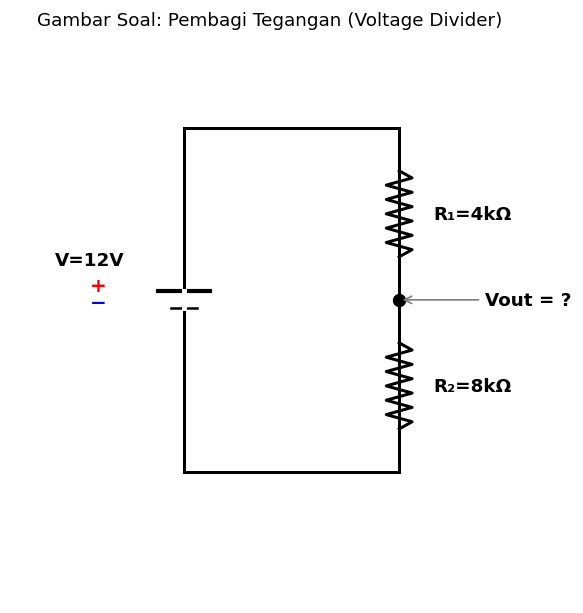 Gambar Soal: Pembagi Tegangan (Voltage Divider)
R₁=4kΩ
V=12V
+
−
Vout = ?
R₂=8kΩ